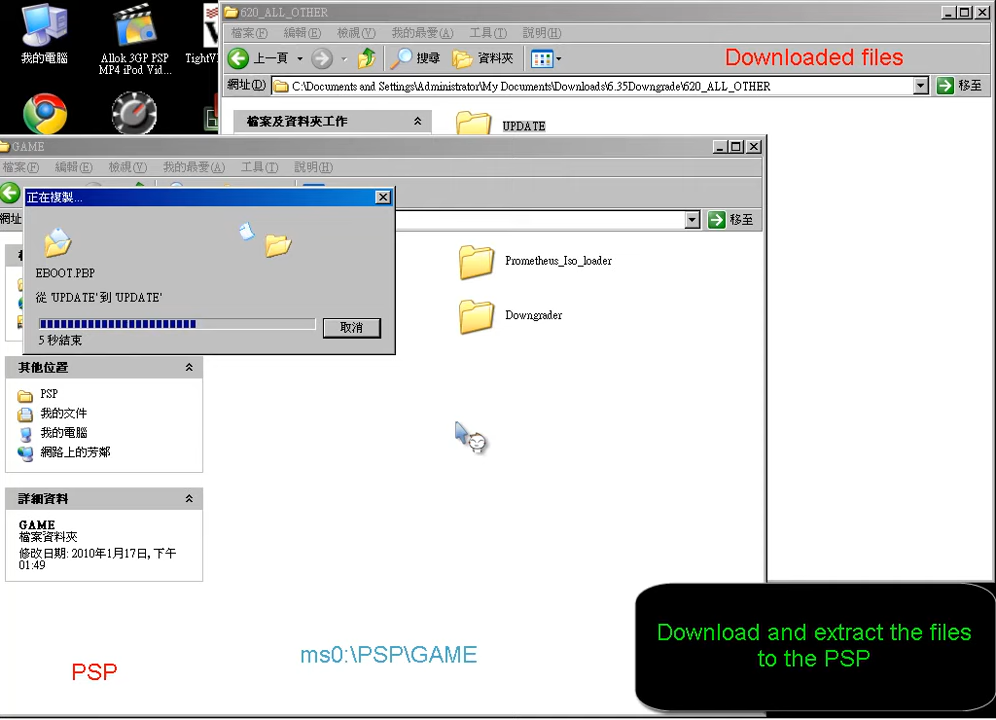 我的電腦
Allok 3GP PSP
MP4 iPod Vid...
620_ALL_OTHER
檔案(F) 編輯(E) 檢視(V) 我的最愛(A) 工具(T) 說明(H)
上一頁 搜尋 資料夾
Downloaded files
網址(D) C:\Documents and Settings\Administrator\My Documents\Downloads\6.35Downgrade\620_ALL_OTHER 移至
檔案及資料夾工作
UPDATE
GAME
檔案(F) 編輯(E) 檢視(V) 我的最愛(A) 工具(T) 說明(H)
移至
正在複製...
EBOOT.PBP
從 'UPDATE' 到 'UPDATE'
取消
5 秒結束
Prometheus_Iso_loader
Downgrader
其他位置
PSP
我的文件
我的電腦
網路上的芳鄰
詳細資料
GAME
檔案資料夾
修改日期: 2010年1月17日, 下午
01:49
PSP
ms0:\PSP\GAME
Download and extract the files
to the PSP